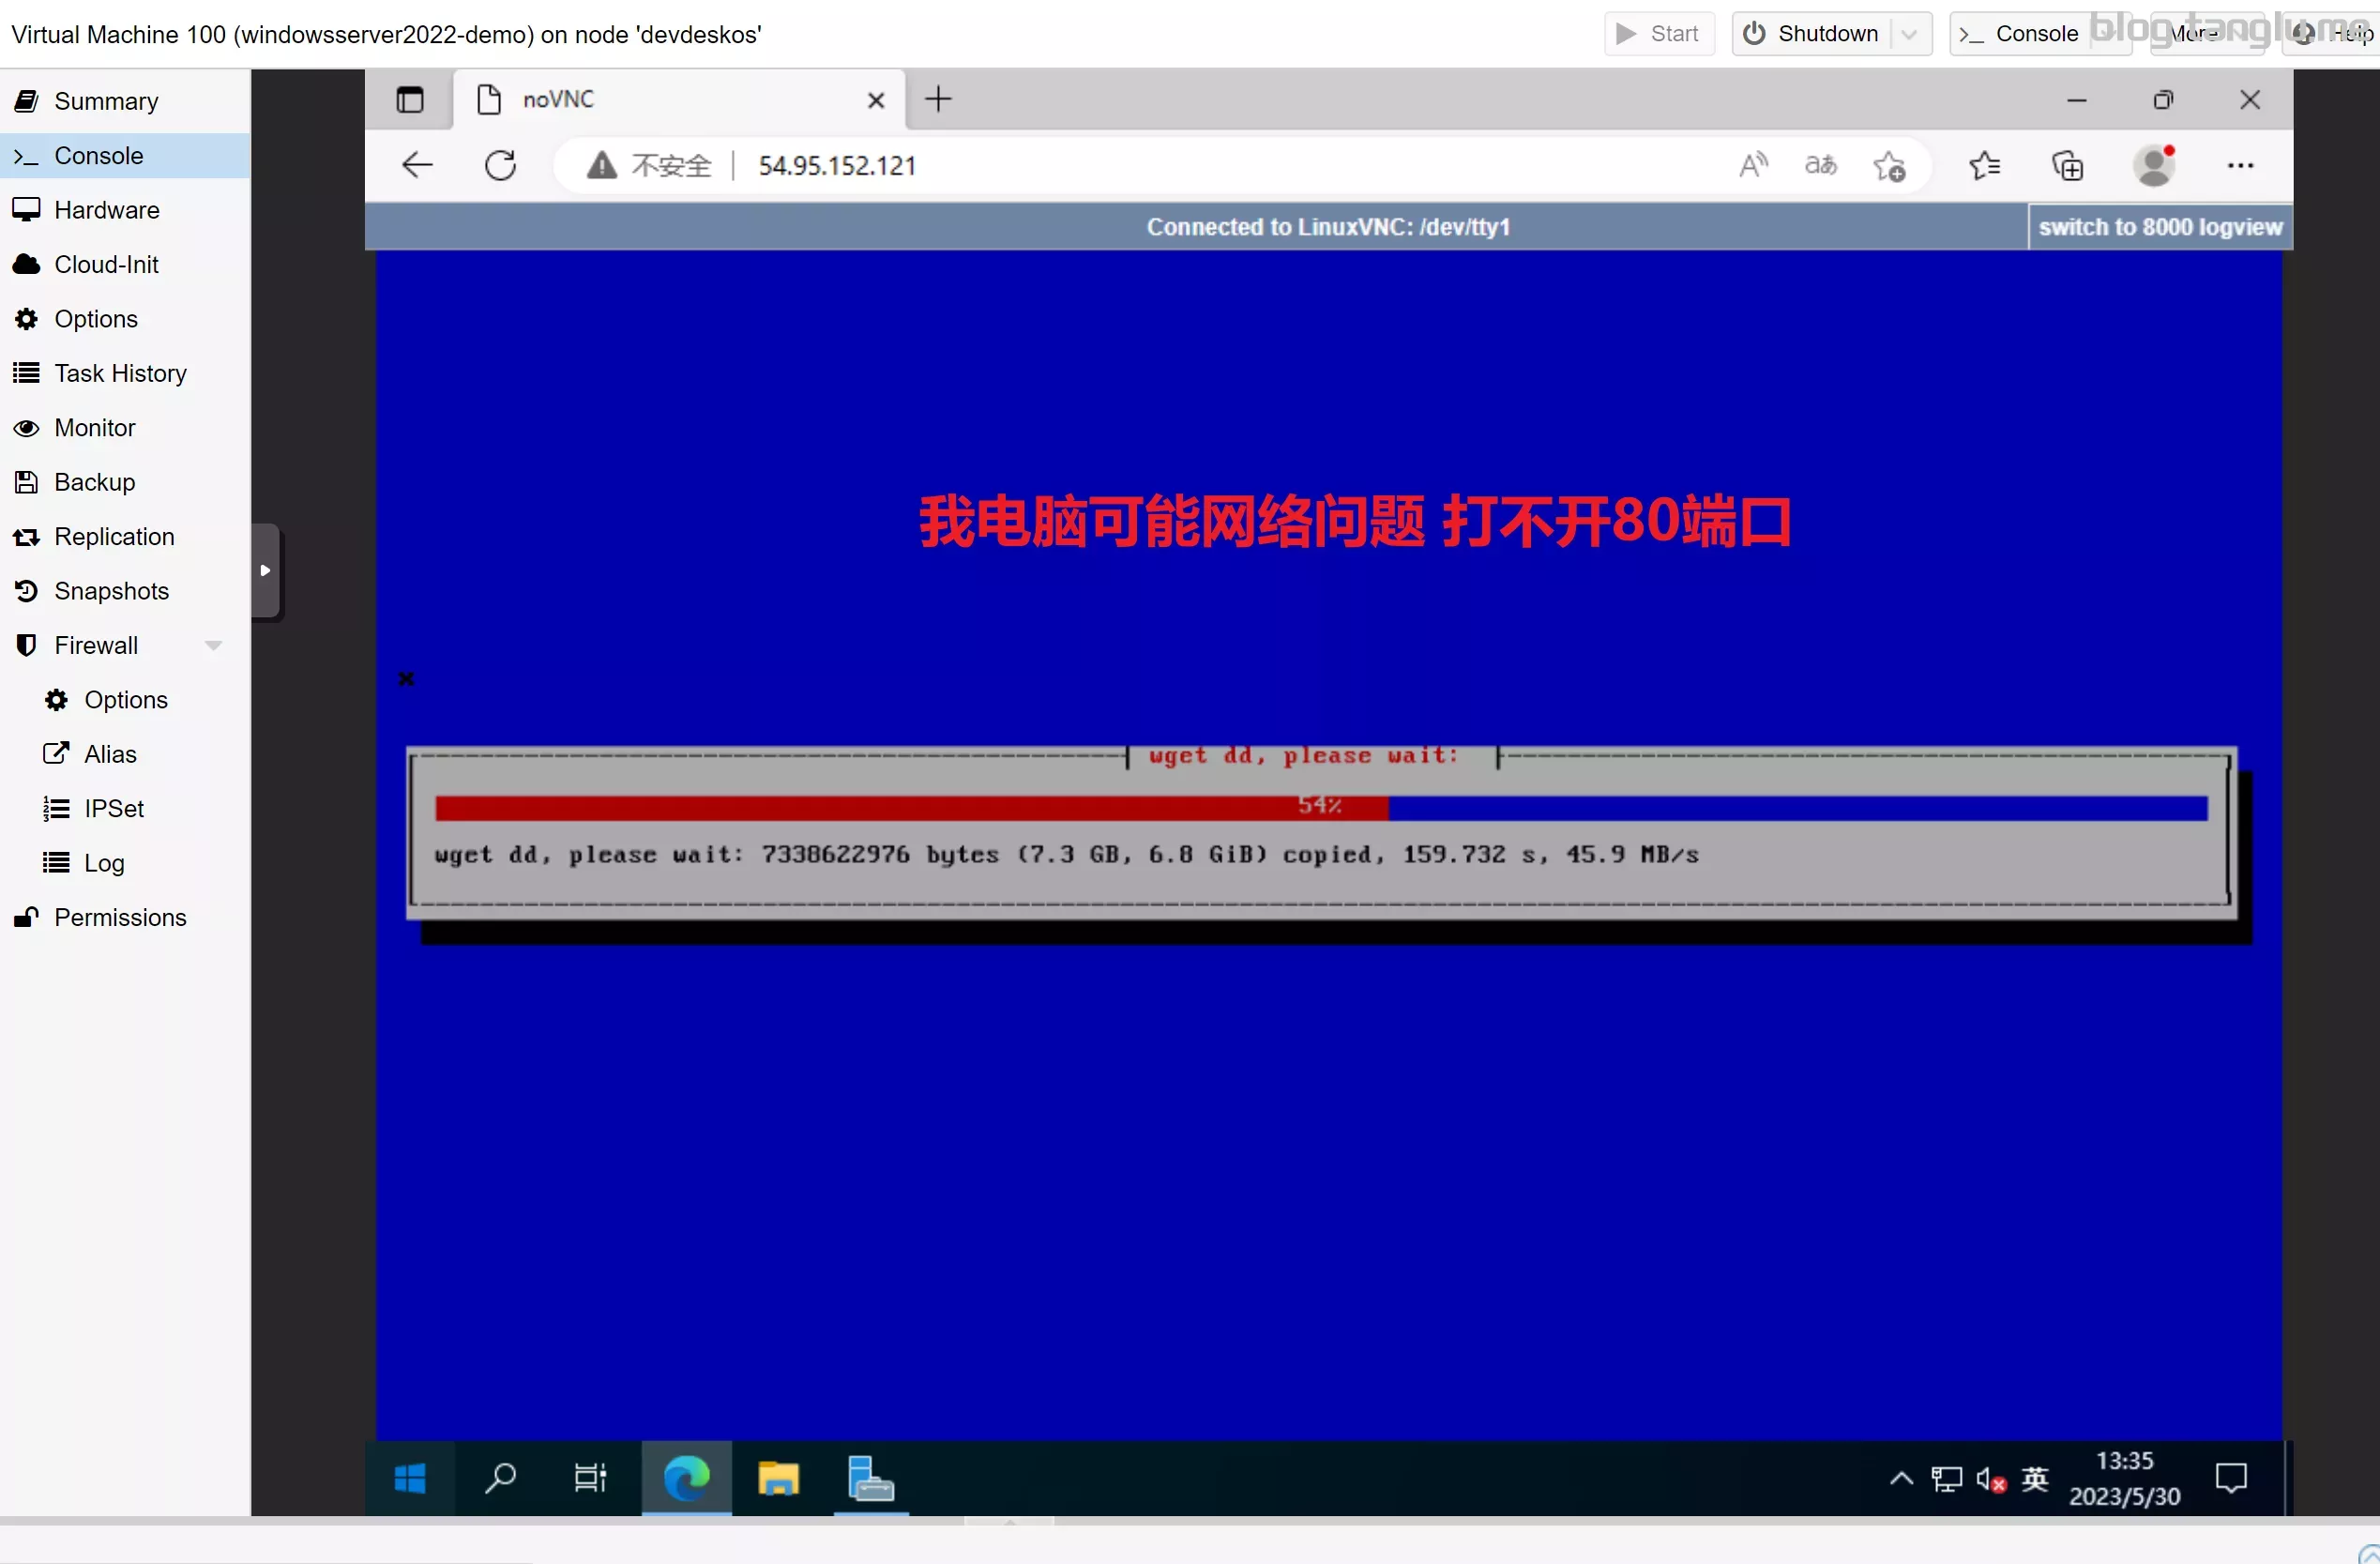 Virtual Machine 100 (windowsserver2022-demo) on node 'devdeskos'
Start
Shutdown
Console
More
Help
blog.tanglu.me
Summary
Console
Hardware
Cloud-Init
Options
Task History
Monitor
Backup
Replication
Snapshots
Firewall
Options
Alias
IPSet
Log
Permissions
noVNC
不安全
54.95.152.121
aあ
Connected to LinuxVNC: /dev/tty1
switch to 8000 logview
我电脑可能网络问题 打不开80端口
wget dd, please wait:
54%
wget dd, please wait: 7338622976 bytes (7.3 GB, 6.8 GiB) copied, 159.732 s, 45.9 MB/s
英
13:35
2023/5/30